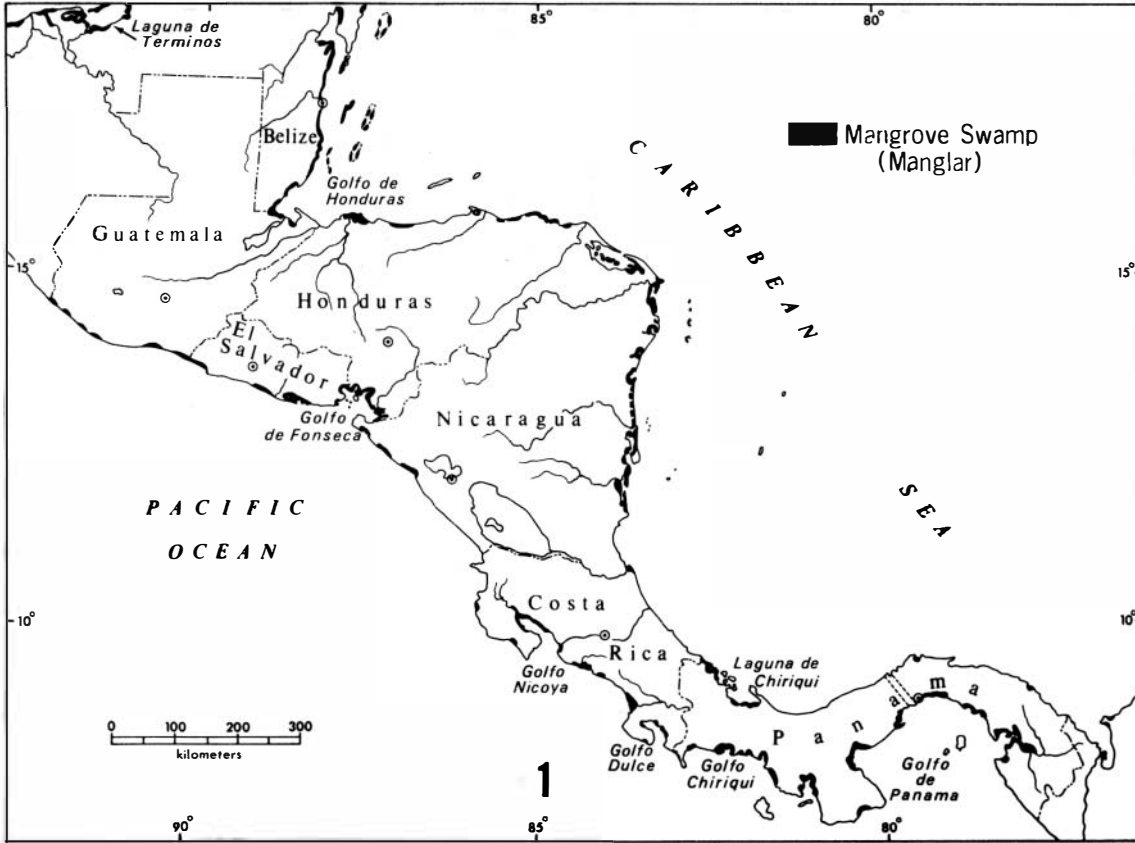 85°
80°
Laguna de
Terminos
Belize
Mangrove Swamp
(Manglar)
CARIBBEAN
SEA
Golfo de
Honduras
Guatemala
15°
15°
Honduras
El
Salvador
Golfo
de Fonseca
Nicaragua
PACIFIC
OCEAN
10°
10°
Costa
Rica
Golfo
Nicoya
Laguna de
Chiriqui
Panama
0 100 200 300
kilometers
Golfo
Dulce
Golfo
Chiriqui
Golfo
de
Panama
1
90°
85°
80°